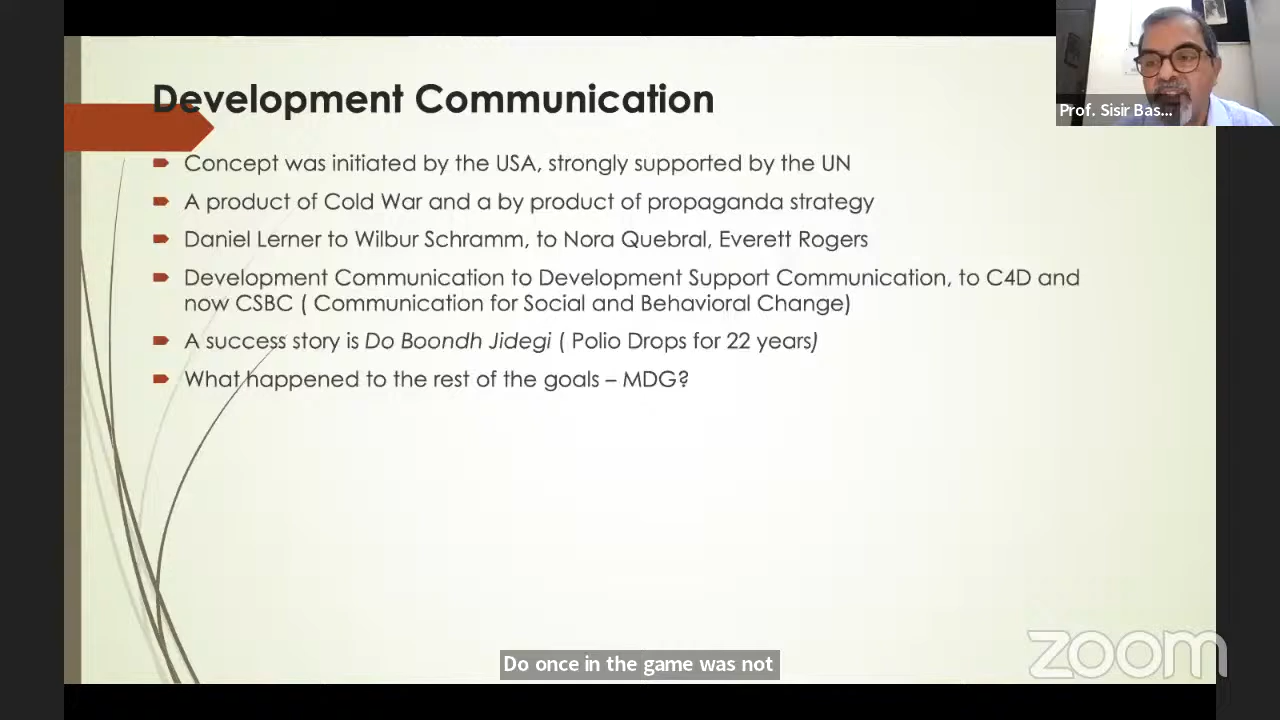 Development Communication
Prof. Sisir Bas...
Concept was initiated by the USA, strongly supported by the UN
A product of Cold War and a by product of propaganda strategy
Daniel Lerner to Wilbur Schramm, to Nora Quebral, Everett Rogers
Development Communication to Development Support Communication, to C4D and
now CSBC ( Communication for Social and Behavioral Change)
A success story is Do Boondh Jidegi ( Polio Drops for 22 years)
What happened to the rest of the goals – MDG?
Do once in the game was not
zoom